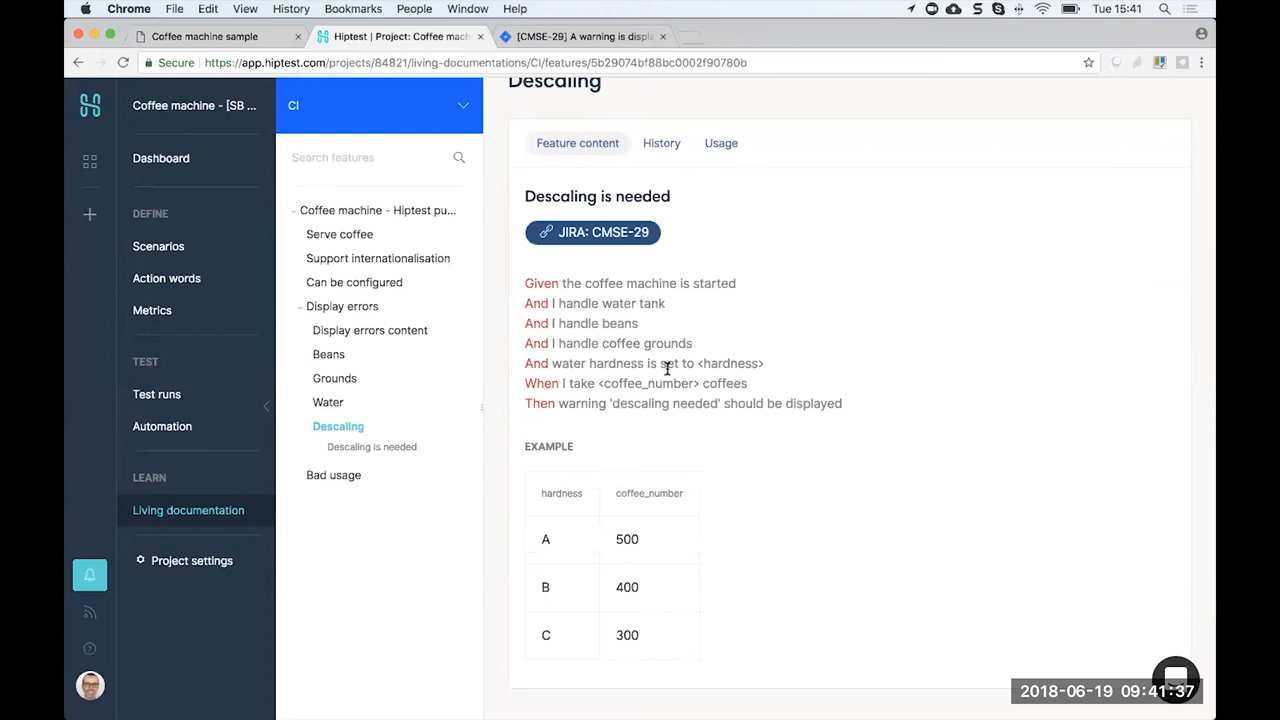 Chrome File Edit View History Bookmarks People Window Help Tue 15:41
Coffee machine sample × Hiptest | Project: Coffee mach × [CMSE-29] A warning is displa ×
Secure https://app.hiptest.com/projects/84821/living-documentations/CI/features/5b29074bf88bc0002f90780b
Coffee machine - [SB ...
Dashboard
DEFINE
Scenarios
Action words
Metrics
TEST
Test runs
Automation
LEARN
Living documentation
Project settings
CI
Search features
Coffee machine - Hiptest pu...
Serve coffee
Support internationalisation
Can be configured
Display errors
Display errors content
Beans
Grounds
Water
Descaling
Descaling is needed
Bad usage
Descaling
Feature content History Usage
Descaling is needed
JIRA: CMSE-29
Given the coffee machine is started
And I handle water tank
And I handle beans
And I handle coffee grounds
And water hardness is set to <hardness>
When I take <coffee_number> coffees
Then warning 'descaling needed' should be displayed
EXAMPLE
hardness coffee_number
A 500
B 400
C 300
2018-06-19 09:41:37